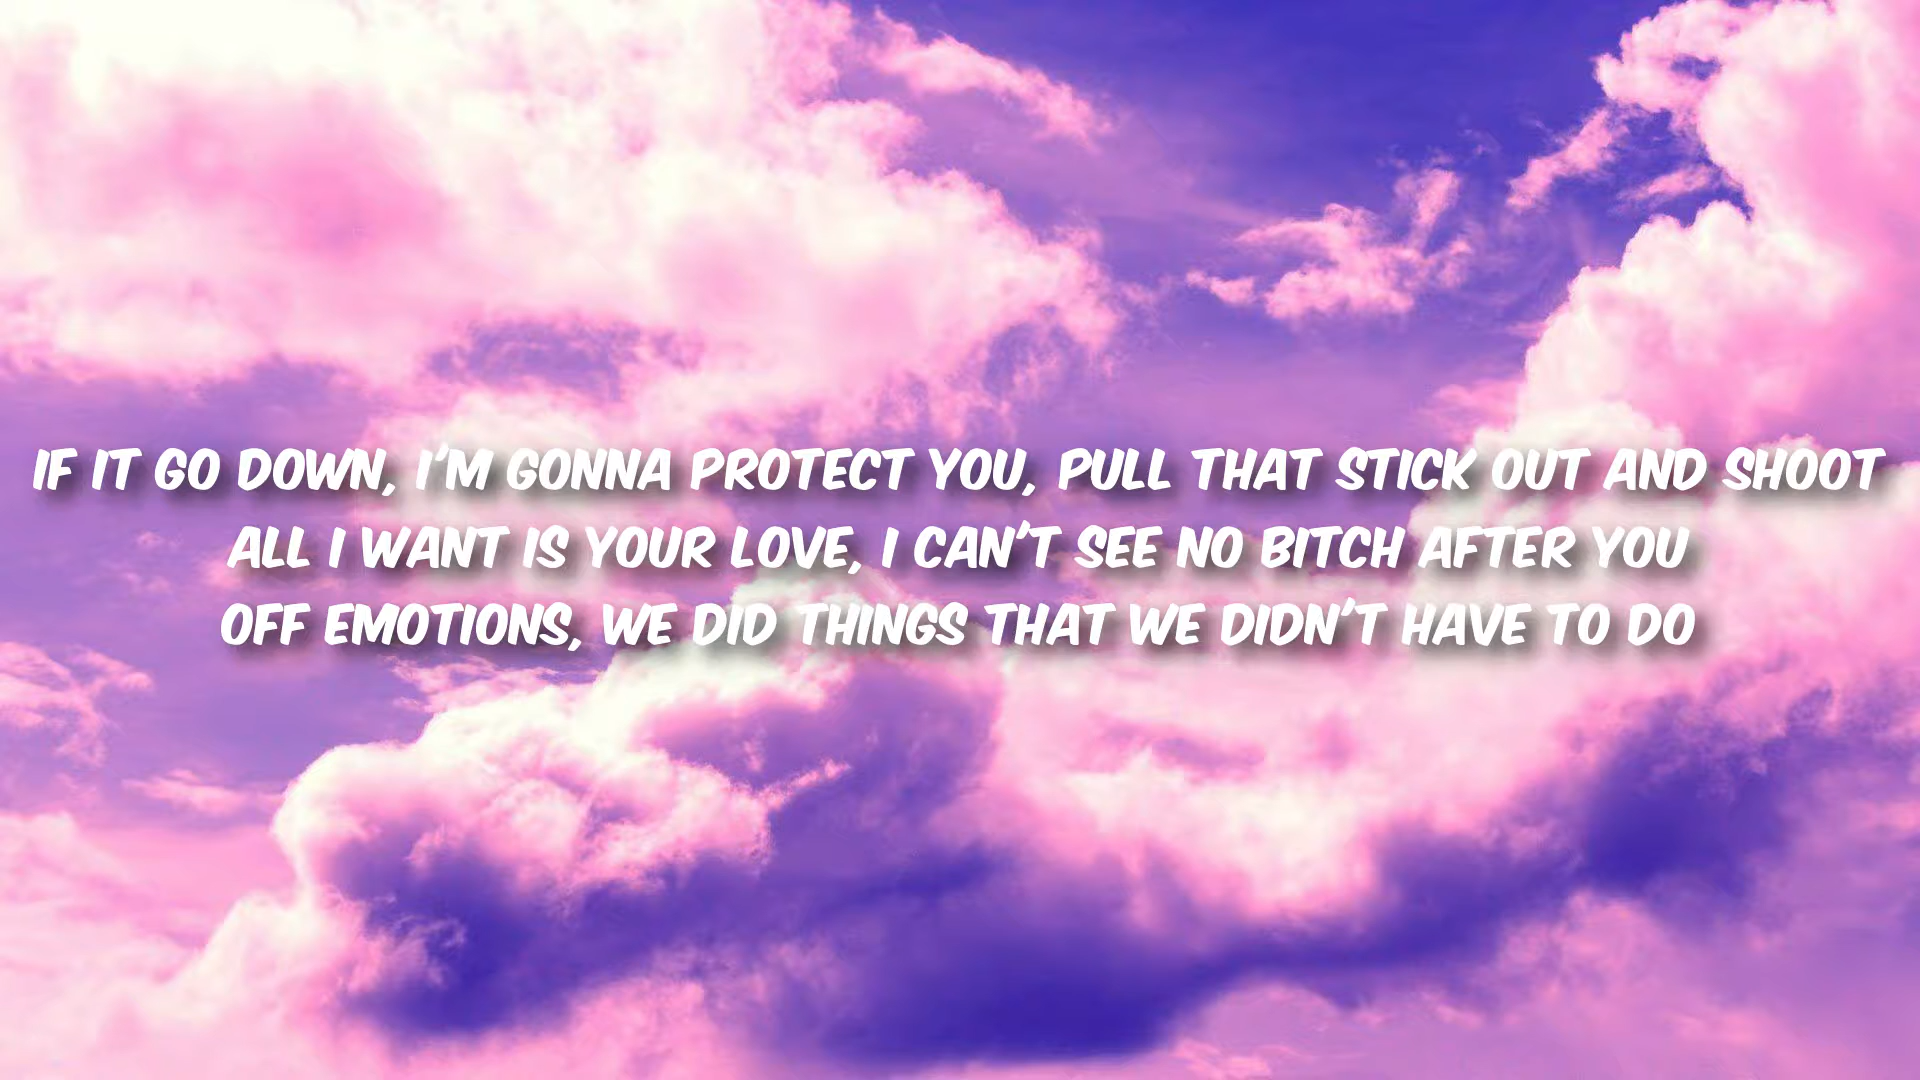 IF IT GO DOWN, I'M GONNA PROTECT YOU, PULL THAT STICK OUT AND SHOOT
ALL I WANT IS YOUR LOVE, I CAN'T SEE NO BITCH AFTER YOU
OFF EMOTIONS, WE DID THINGS THAT WE DIDN'T HAVE TO DO